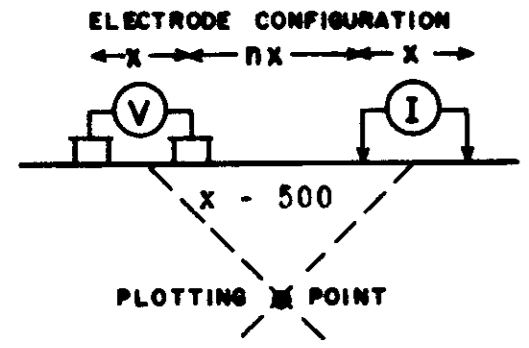 ELECTRODE CONFIGURATION
x nx x
V I
x - 500
PLOTTING POINT